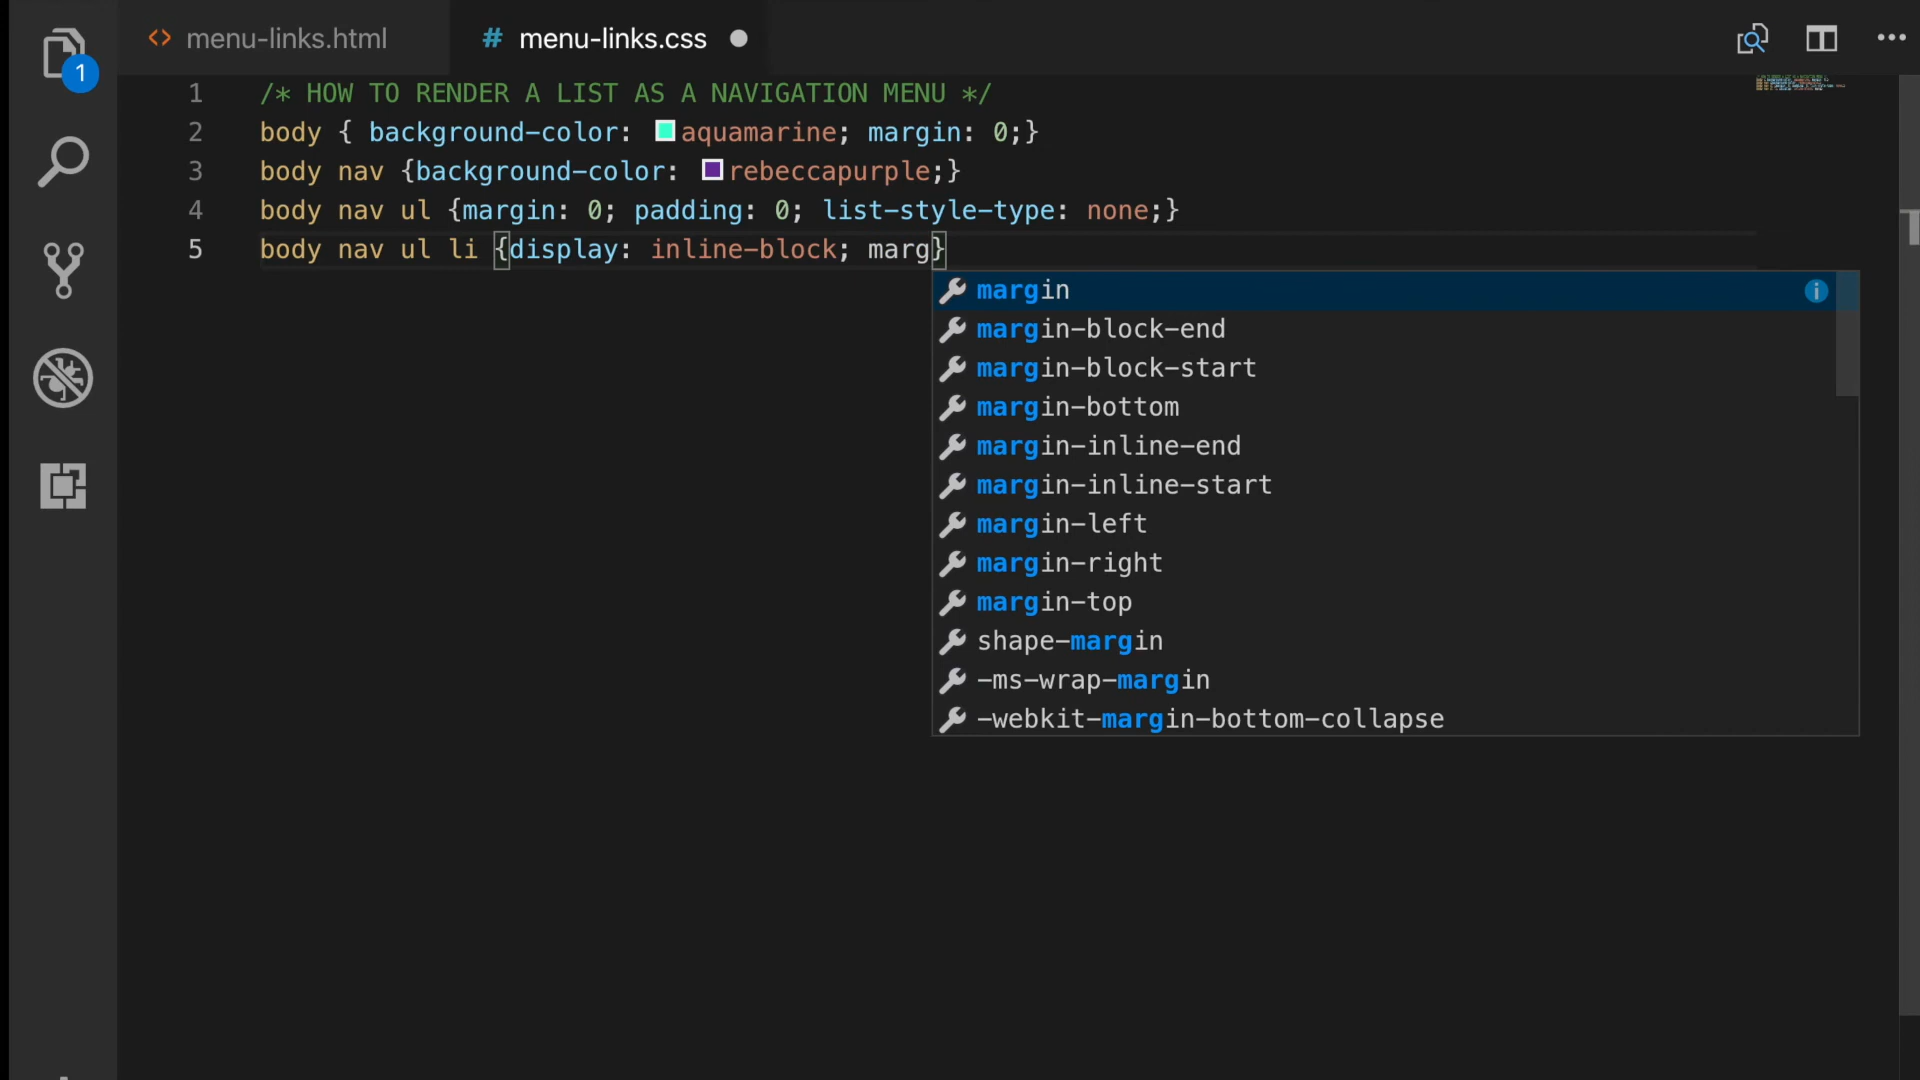 menu-links.html
# menu-links.css
1
1 /* HOW TO RENDER A LIST AS A NAVIGATION MENU */
2 body { background-color: aquamarine; margin: 0;}
3 body nav {background-color: rebeccapurple;}
4 body nav ul {margin: 0; padding: 0; list-style-type: none;}
5 body nav ul li {display: inline-block; marg}
margin
margin-block-end
margin-block-start
margin-bottom
margin-inline-end
margin-inline-start
margin-left
margin-right
margin-top
shape-margin
-ms-wrap-margin
-webkit-margin-bottom-collapse